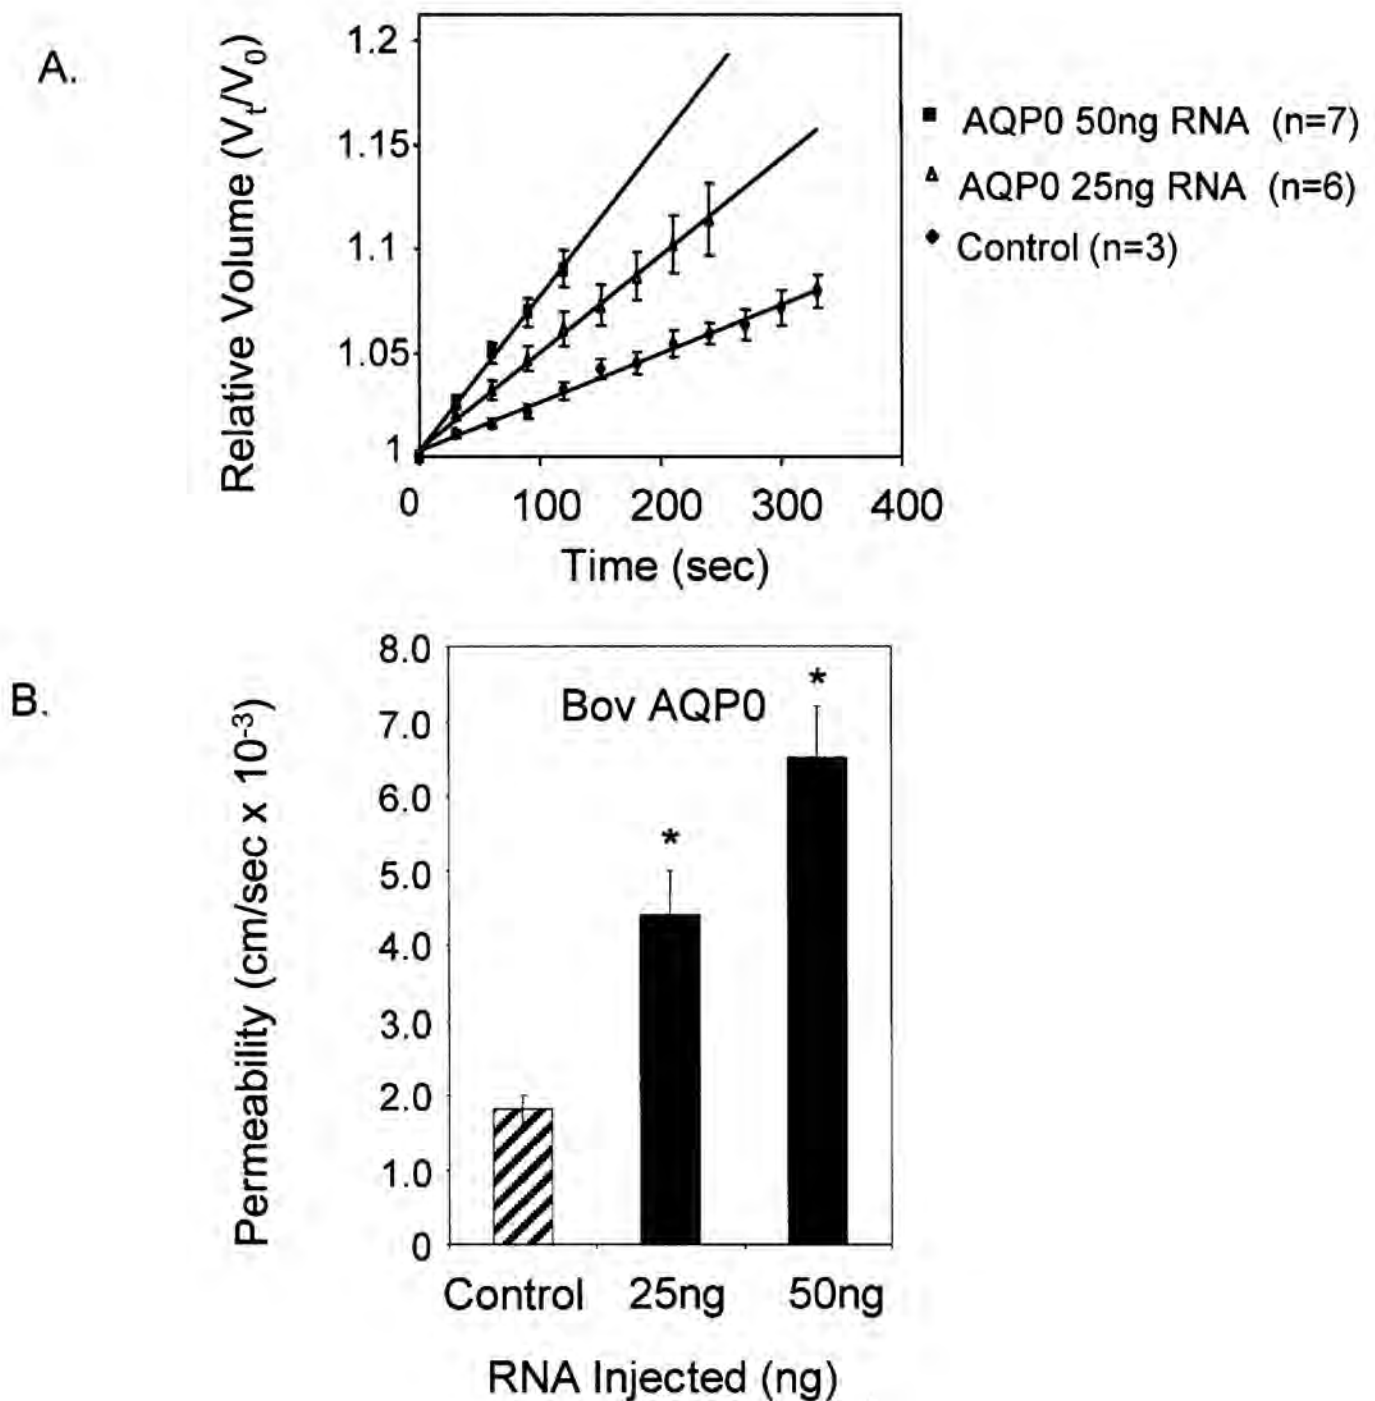 A.
Relative Volume (Vt/V0)
1.2
1.15
1.1
1.05
1
0 100 200 300 400
Time (sec)
AQP0 50ng RNA (n=7)
AQP0 25ng RNA (n=6)
Control (n=3)
B.
Permeability (cm/sec x 10-3)
8.0
7.0
6.0
5.0
4.0
3.0
2.0
1.0
0
Bov AQP0
*
*
Control 25ng 50ng
RNA Injected (ng)